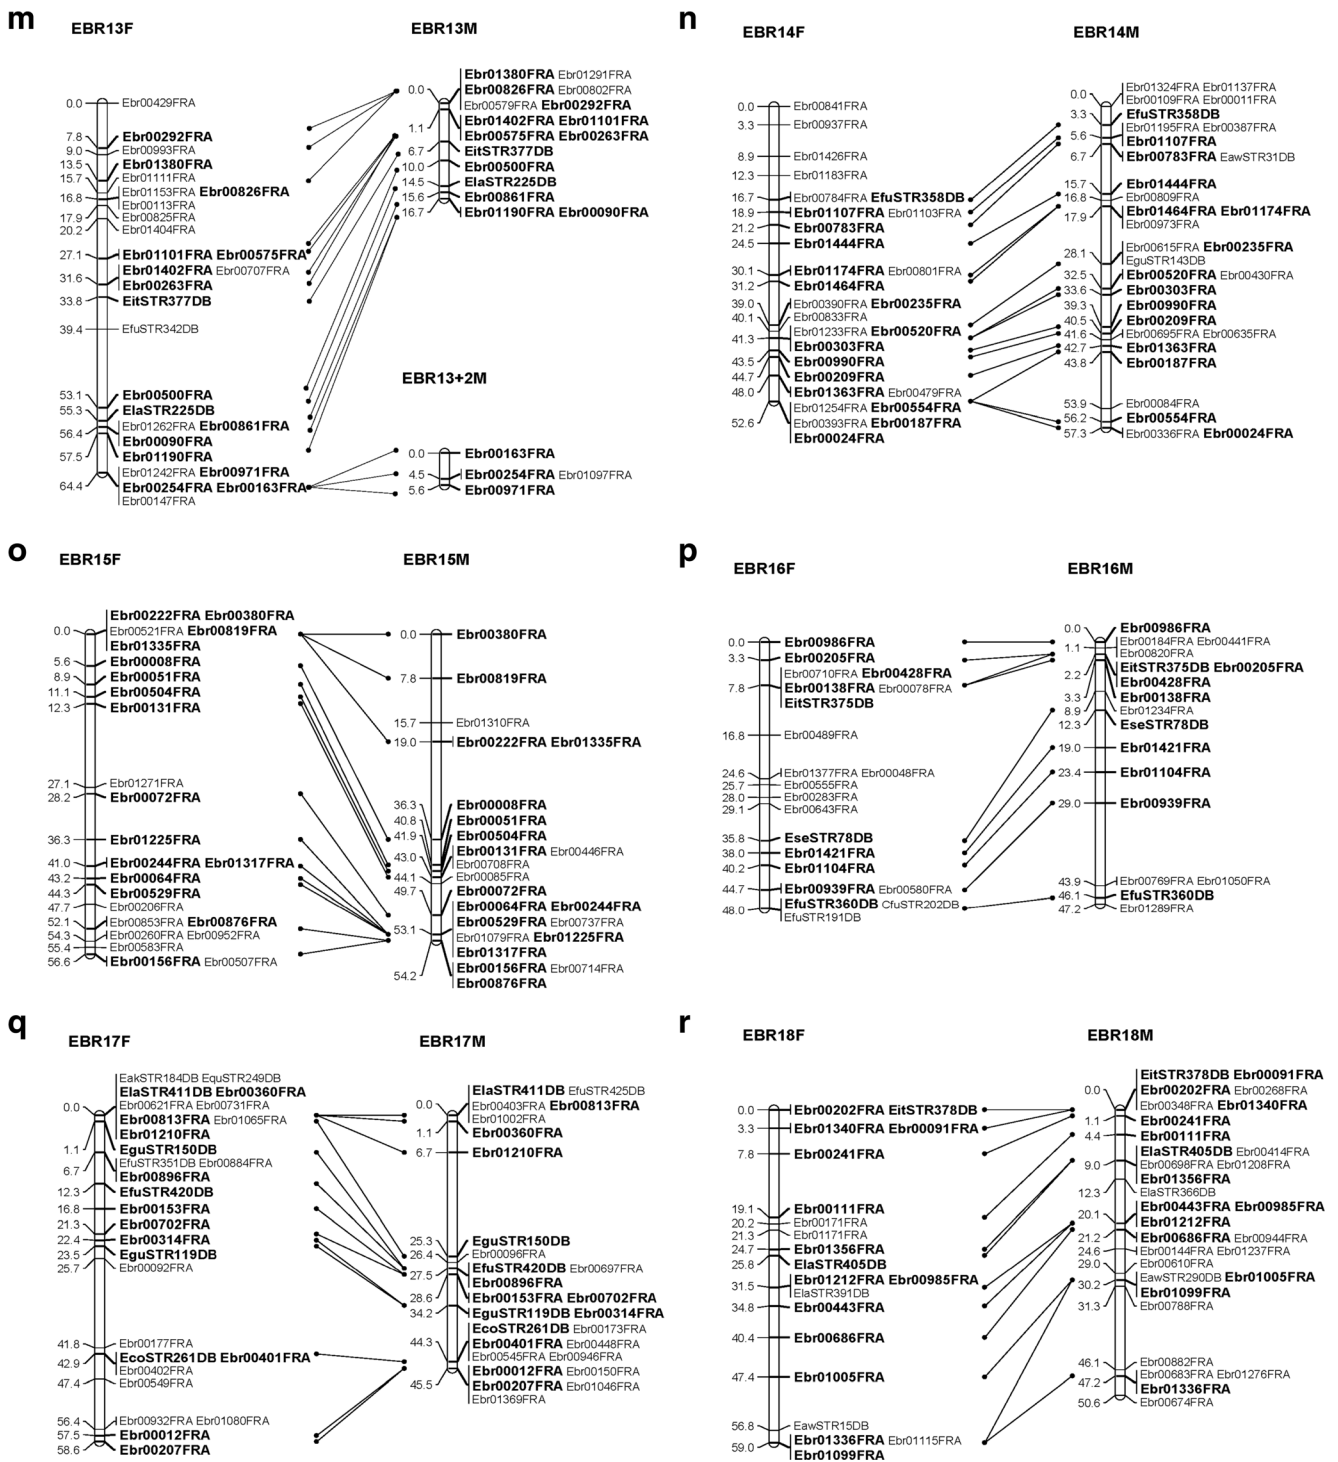 m
EBR13F
0.0 Ebr00429FRA
7.8 Ebr00292FRA
9.0 Ebr00993FRA
13.5 Ebr01380FRA
15.7 Ebr01111FRA
Ebr01153FRA Ebr00826FRA
16.8 Ebr00113FRA
17.9 Ebr00825FRA
20.2 Ebr01404FRA
27.1 Ebr01101FRA Ebr00575FRA
Ebr01402FRA Ebr00707FRA
31.6 Ebr00263FRA
33.8 EitSTR377DB
39.4 EfuSTR342DB
53.1 Ebr00500FRA
55.3 ElaSTR225DB
Ebr01262FRA Ebr00861FRA
56.4 Ebr00090FRA
57.5 Ebr01190FRA
Ebr01242FRA Ebr00971FRA
64.4 Ebr00254FRA Ebr00163FRA
Ebr00147FRA
EBR13M
Ebr01380FRA Ebr01291FRA
0.0 Ebr00826FRA Ebr00802FRA
Ebr00579FRA Ebr00292FRA
Ebr01402FRA Ebr01101FRA
1.1 Ebr00575FRA Ebr00263FRA
6.7 EitSTR377DB
10.0 Ebr00500FRA
14.5 ElaSTR225DB
15.6 Ebr00861FRA
16.7 Ebr01190FRA Ebr00090FRA
EBR13+2M
0.0 Ebr00163FRA
4.5 Ebr00254FRA Ebr01097FRA
5.6 Ebr00971FRA
n
EBR14F
0.0 Ebr00841FRA
3.3 Ebr00937FRA
8.9 Ebr01426FRA
12.3 Ebr01183FRA
16.7 Ebr00784FRA EfuSTR358DB
18.9 Ebr01107FRA Ebr01103FRA
21.2 Ebr00783FRA
24.5 Ebr01444FRA
30.1 Ebr01174FRA Ebr00801FRA
31.2 Ebr01464FRA
39.0 Ebr00390FRA Ebr00235FRA
40.1 Ebr00833FRA
Ebr01233FRA Ebr00520FRA
41.3 Ebr00303FRA
43.5 Ebr00990FRA
44.7 Ebr00209FRA
48.0 Ebr01363FRA Ebr00479FRA
Ebr01254FRA Ebr00554FRA
52.6 Ebr00393FRA Ebr00187FRA
Ebr00024FRA
EBR14M
Ebr01324FRA Ebr01137FRA
0.0 Ebr00109FRA Ebr00011FRA
3.3 EfuSTR358DB
Ebr01195FRA Ebr00387FRA
5.6 Ebr01107FRA
6.7 Ebr00783FRA EawSTR31DB
15.7 Ebr01444FRA
16.8 Ebr00809FRA
Ebr01464FRA Ebr01174FRA
17.9 Ebr00973FRA
Ebr00615FRA Ebr00235FRA
28.1 EguSTR143DB
32.5 Ebr00520FRA Ebr00430FRA
33.6 Ebr00303FRA
39.3 Ebr00990FRA
40.5 Ebr00209FRA
41.6 Ebr00695FRA Ebr00635FRA
42.7 Ebr01363FRA
43.8 Ebr00187FRA
53.9 Ebr00084FRA
56.2 Ebr00554FRA
57.3 Ebr00336FRA Ebr00024FRA
o
EBR15F
Ebr00222FRA Ebr00380FRA
0.0 Ebr00521FRA Ebr00819FRA
Ebr01335FRA
5.6 Ebr00008FRA
8.9 Ebr00051FRA
11.1 Ebr00504FRA
12.3 Ebr00131FRA
27.1 Ebr01271FRA
28.2 Ebr00072FRA
36.3 Ebr01225FRA
41.0 Ebr00244FRA Ebr01317FRA
43.2 Ebr00064FRA
44.3 Ebr00529FRA
47.7 Ebr00206FRA
52.1 Ebr00853FRA Ebr00876FRA
54.3 Ebr00260FRA Ebr00952FRA
55.4 Ebr00583FRA
56.6 Ebr00156FRA Ebr00507FRA
EBR15M
0.0 Ebr00380FRA
7.8 Ebr00819FRA
15.7 Ebr01310FRA
19.0 Ebr00222FRA Ebr01335FRA
36.3 Ebr00008FRA
40.8 Ebr00051FRA
41.9 Ebr00504FRA
Ebr00131FRA Ebr00446FRA
43.0 Ebr00708FRA
44.1 Ebr00085FRA
49.7 Ebr00072FRA
Ebr00064FRA Ebr00244FRA
Ebr00529FRA Ebr00737FRA
53.1 Ebr01079FRA Ebr01225FRA
Ebr01317FRA
Ebr00156FRA Ebr00714FRA
54.2 Ebr00876FRA
p
EBR16F
0.0 Ebr00986FRA
3.3 Ebr00205FRA
Ebr00710FRA Ebr00428FRA
7.8 Ebr00138FRA Ebr00078FRA
EitSTR375DB
16.8 Ebr00489FRA
24.6 Ebr01377FRA Ebr00048FRA
25.7 Ebr00555FRA
28.0 Ebr00283FRA
29.1 Ebr00643FRA
35.8 EseSTR78DB
38.0 Ebr01421FRA
40.2 Ebr01104FRA
44.7 Ebr00939FRA Ebr00580FRA
EfuSTR360DB CfuSTR202DB
48.0 EfuSTR191DB
EBR16M
0.0 Ebr00986FRA
Ebr00184FRA Ebr00441FRA
1.1 Ebr00820FRA
EitSTR375DB Ebr00205FRA
2.2 Ebr00428FRA
3.3 Ebr00138FRA
8.9 Ebr01234FRA
12.3 EseSTR78DB
19.0 Ebr01421FRA
23.4 Ebr01104FRA
29.0 Ebr00939FRA
43.9 Ebr00769FRA Ebr01050FRA
46.1 EfuSTR360DB
47.2 Ebr01289FRA
q
EBR17F
EakSTR184DB EquSTR249DB
ElaSTR411DB Ebr00360FRA
0.0 Ebr00621FRA Ebr00731FRA
Ebr00813FRA Ebr01065FRA
Ebr01210FRA
1.1 EguSTR150DB
EfuSTR351DB Ebr00884FRA
6.7 Ebr00896FRA
12.3 EfuSTR420DB
16.8 Ebr00153FRA
21.3 Ebr00702FRA
22.4 Ebr00314FRA
23.5 EguSTR119DB
25.7 Ebr00092FRA
41.8 Ebr00177FRA
EcoSTR261DB Ebr00401FRA
42.9 Ebr00402FRA
47.4 Ebr00549FRA
56.4 Ebr00932FRA Ebr01080FRA
57.5 Ebr00012FRA
58.6 Ebr00207FRA
EBR17M
ElaSTR411DB EfuSTR425DB
0.0 Ebr00403FRA Ebr00813FRA
Ebr01002FRA
1.1 Ebr00360FRA
6.7 Ebr01210FRA
25.3 EguSTR150DB
26.4 Ebr00096FRA
EfuSTR420DB Ebr00697FRA
27.5 Ebr00896FRA
28.6 Ebr00153FRA Ebr00702FRA
34.2 EguSTR119DB Ebr00314FRA
EcoSTR261DB Ebr00173FRA
44.3 Ebr00401FRA Ebr00448FRA
Ebr00545FRA Ebr00946FRA
Ebr00012FRA Ebr00150FRA
45.5 Ebr00207FRA Ebr01046FRA
Ebr01369FRA
r
EBR18F
0.0 Ebr00202FRA EitSTR378DB
3.3 Ebr01340FRA Ebr00091FRA
7.8 Ebr00241FRA
19.1 Ebr00111FRA
20.2 Ebr00171FRA
21.3 Ebr01171FRA
24.7 Ebr01356FRA
25.8 ElaSTR405DB
Ebr01212FRA Ebr00985FRA
31.5 ElaSTR391DB
34.8 Ebr00443FRA
40.4 Ebr00686FRA
47.4 Ebr01005FRA
56.8 EawSTR15DB
Ebr01336FRA Ebr01115FRA
59.0 Ebr01099FRA
EBR18M
EitSTR378DB Ebr00091FRA
0.0 Ebr00202FRA Ebr00268FRA
Ebr00348FRA Ebr01340FRA
1.1 Ebr00241FRA
4.4 Ebr00111FRA
ElaSTR405DB Ebr00414FRA
9.0 Ebr00698FRA Ebr01208FRA
Ebr01356FRA
12.3 ElaSTR366DB
Ebr00443FRA Ebr00985FRA
20.1 Ebr01212FRA
21.2 Ebr00686FRA Ebr00944FRA
24.6 Ebr00144FRA Ebr01237FRA
29.0 Ebr00610FRA
EawSTR290DB Ebr01005FRA
30.2 Ebr01099FRA
31.3 Ebr00788FRA
46.1 Ebr00882FRA
Ebr00683FRA Ebr01276FRA
47.2 Ebr01336FRA
50.6 Ebr00674FRA